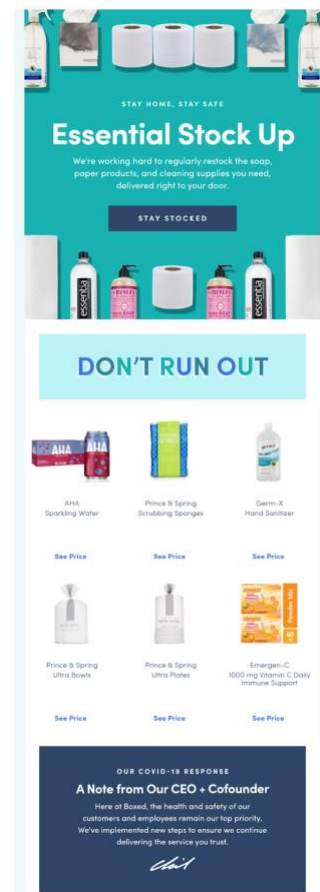 STAY HOME, STAY SAFE
Essential Stock Up
We're working hard to regularly restock the soap,
paper products, and cleaning supplies you need,
delivered right to your door.
STAY STOCKED
essentia
essentia
DON'T RUN OUT
AHA
AHA
AHA
Sparkling Water
Prince & Spring
Scrubbing Sponges
Germ-X
Hand Sanitizer
See Price
See Price
See Price
Prince & Spring
Ultra Bowls
Prince & Spring
Ultra Plates
Powder Mix
Emergen-C
1000 mg Vitamin C Daily
Immune Support
See Price
See Price
See Price
OUR COVID-19 RESPONSE
A Note from Our CEO + Cofounder
Here at Boxed, the health and safety of our
customers and employees remain our top priority.
We've implemented new steps to ensure we continue
delivering the service you trust.